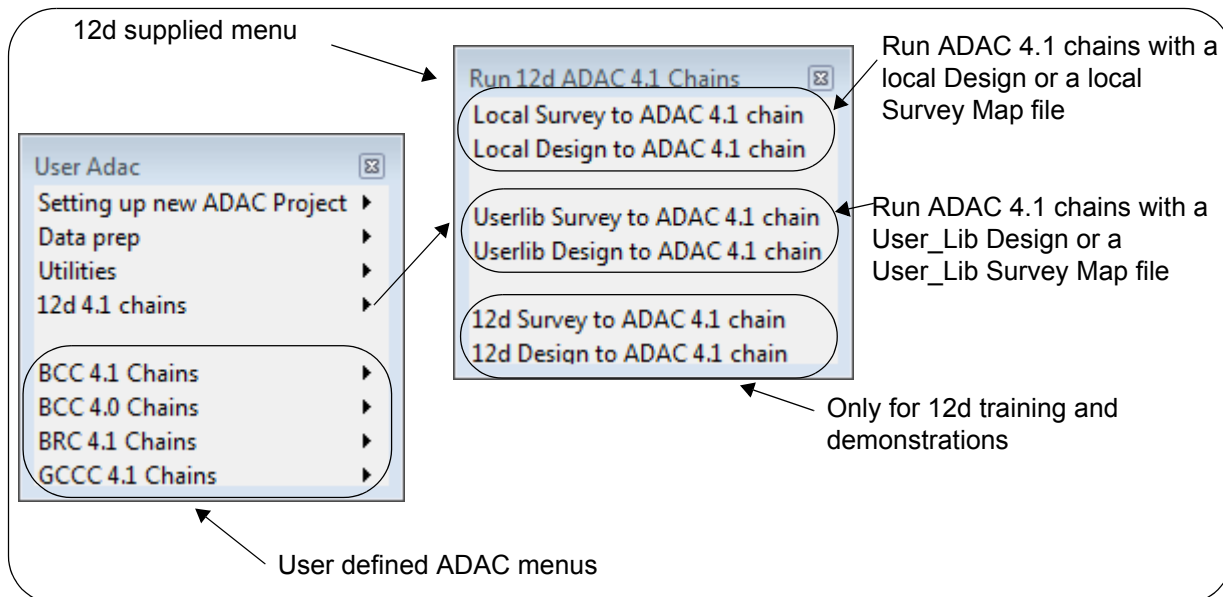 12d supplied menu
Run 12d ADAC 4.1 Chains
Local Survey to ADAC 4.1 chain
Local Design to ADAC 4.1 chain
Userlib Survey to ADAC 4.1 chain
Userlib Design to ADAC 4.1 chain
12d Survey to ADAC 4.1 chain
12d Design to ADAC 4.1 chain
Run ADAC 4.1 chains with a
local Design or a local
Survey Map file
Run ADAC 4.1 chains with a
User_Lib Design or a
User_Lib Survey Map file
Only for 12d training and
demonstrations
User Adac
Setting up new ADAC Project
Data prep
Utilities
12d 4.1 chains
BCC 4.1 Chains
BCC 4.0 Chains
BRC 4.1 Chains
GCCC 4.1 Chains
User defined ADAC menus